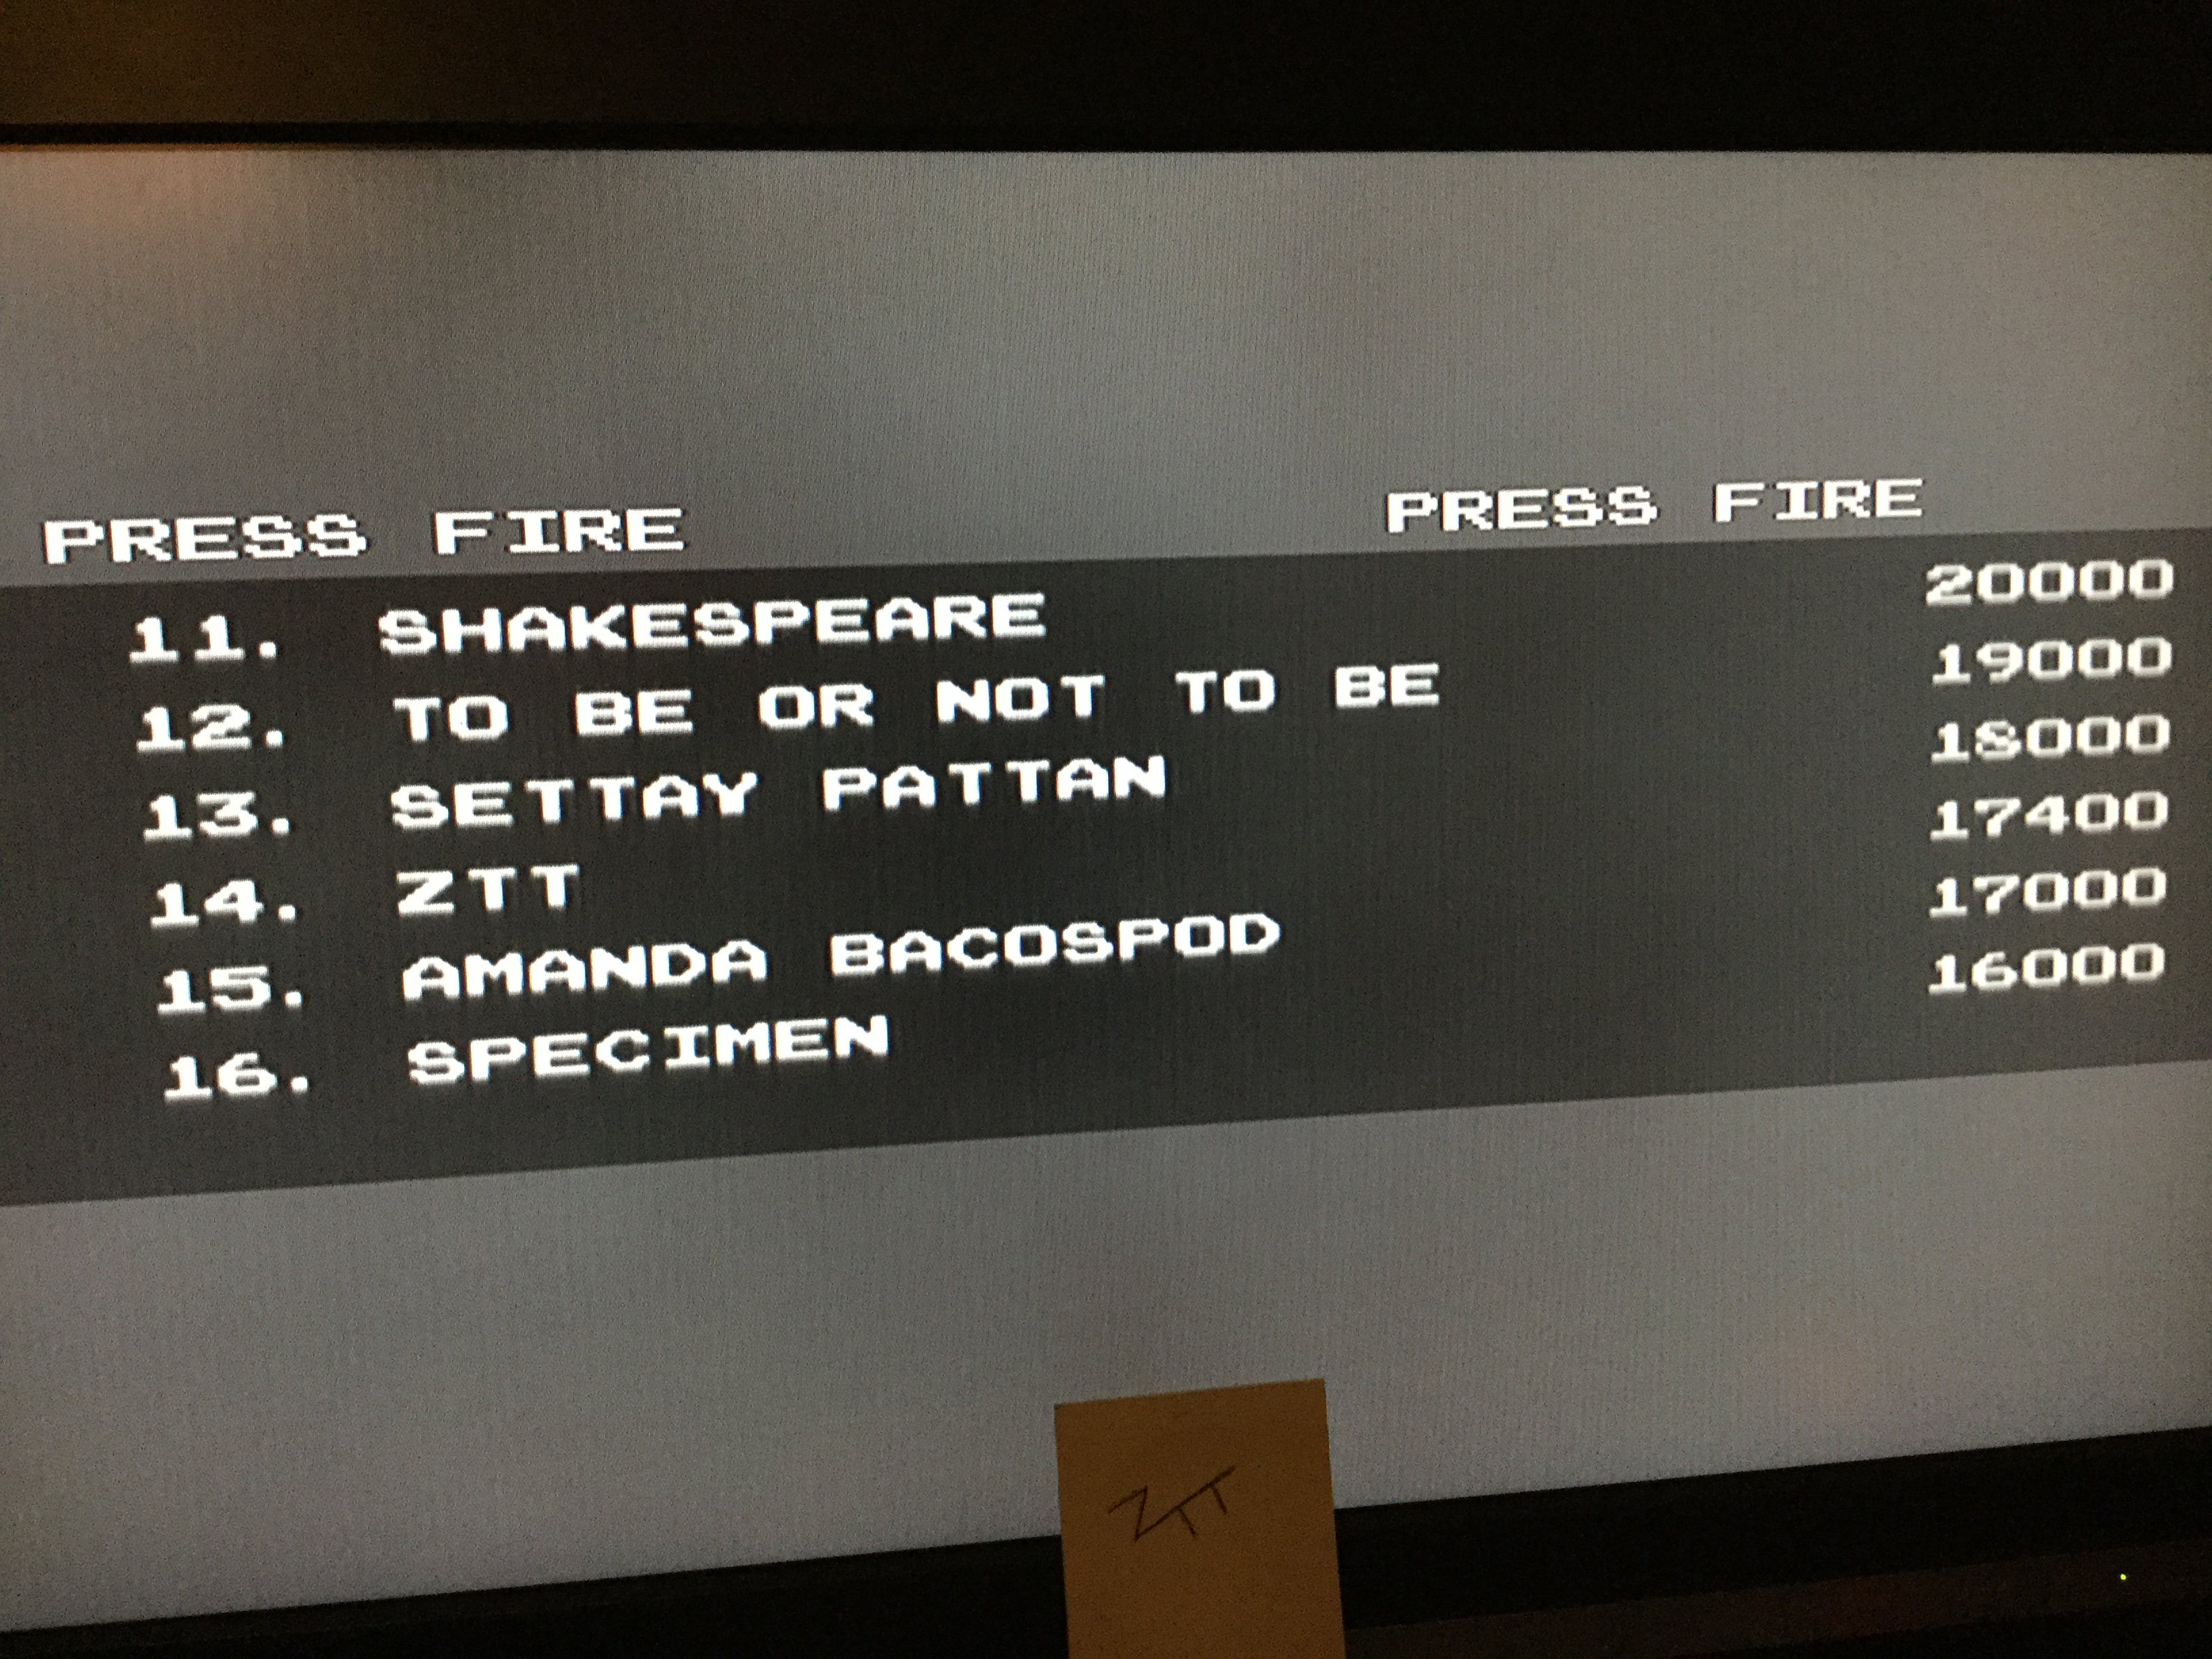 PRESS FIRE PRESS FIRE
11. SHAKESPEARE 20000
12. TO BE OR NOT TO BE 19000
13. SETTAY PATTAN 18000
14. ZTT 17400
15. AMANDA BACOSPOD 17000
16. SPECIMEN 16000
ZTT